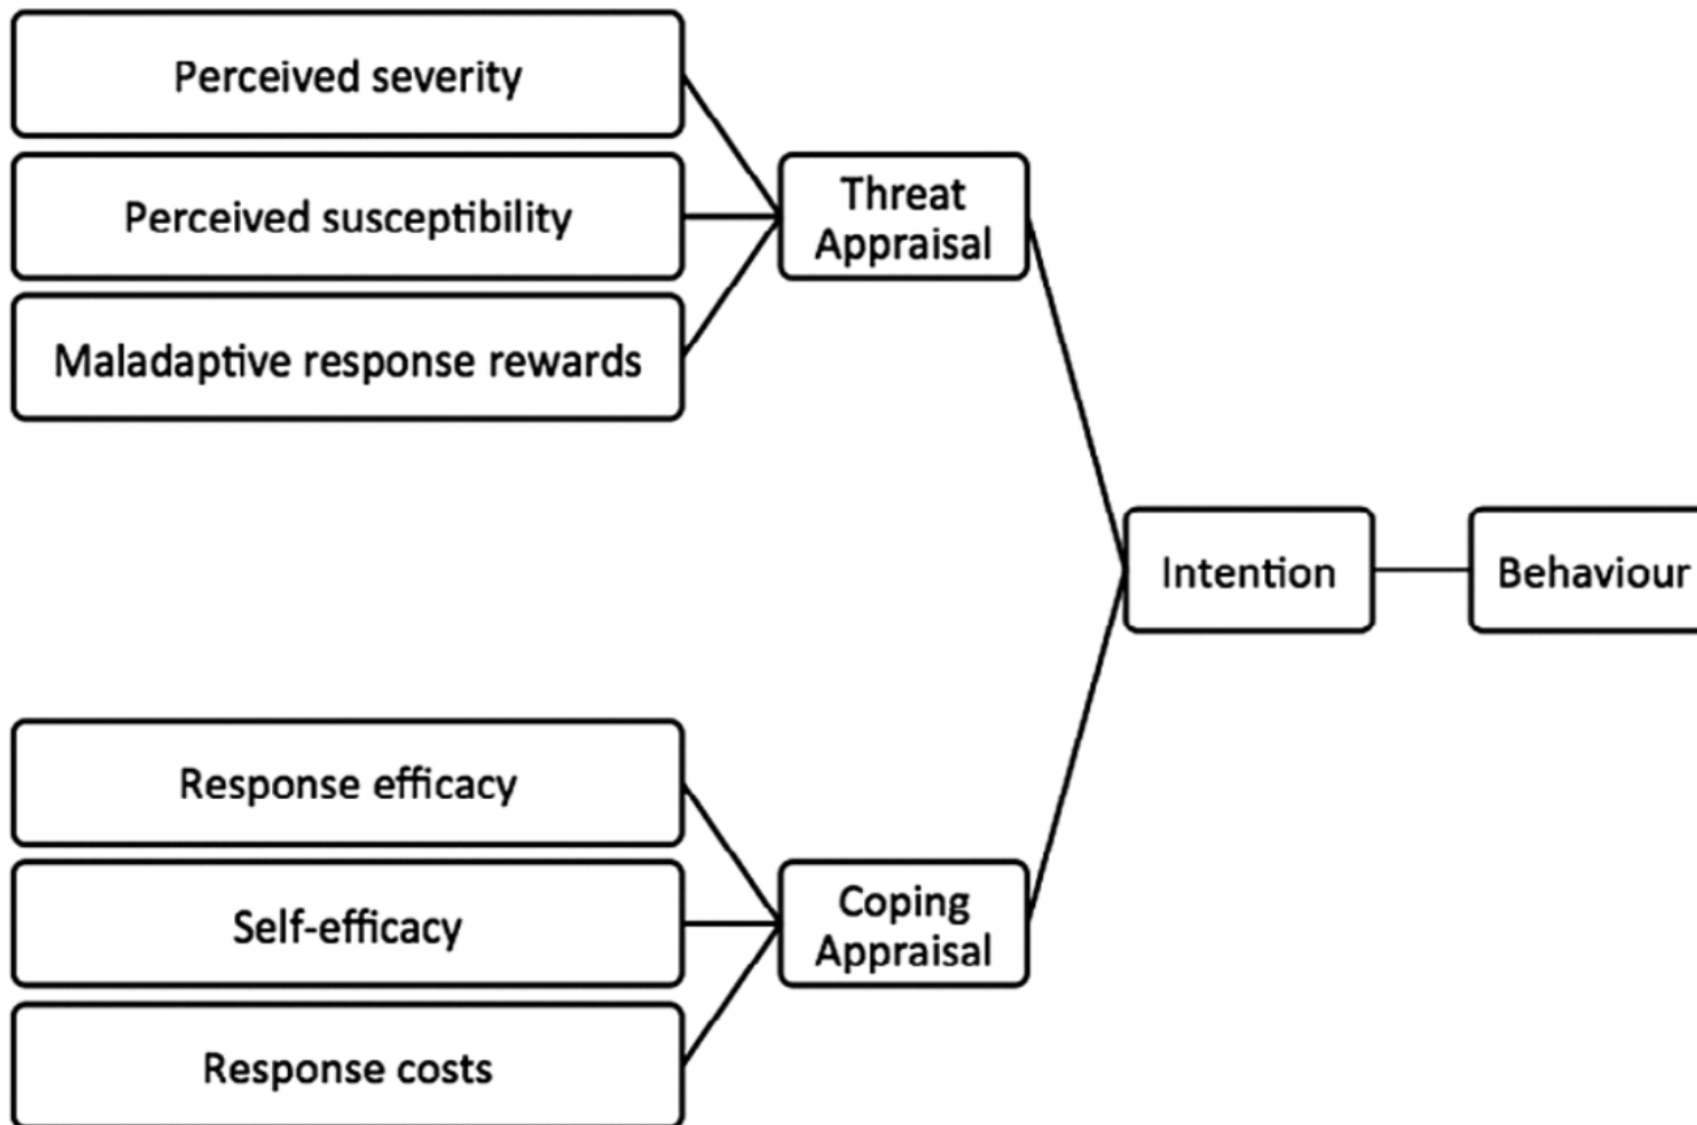 Perceived severity
Perceived susceptibility
Maladaptive response rewards
Threat
Appraisal
Intention
Behaviour
Response efficacy
Self-efficacy
Response costs
Coping
Appraisal